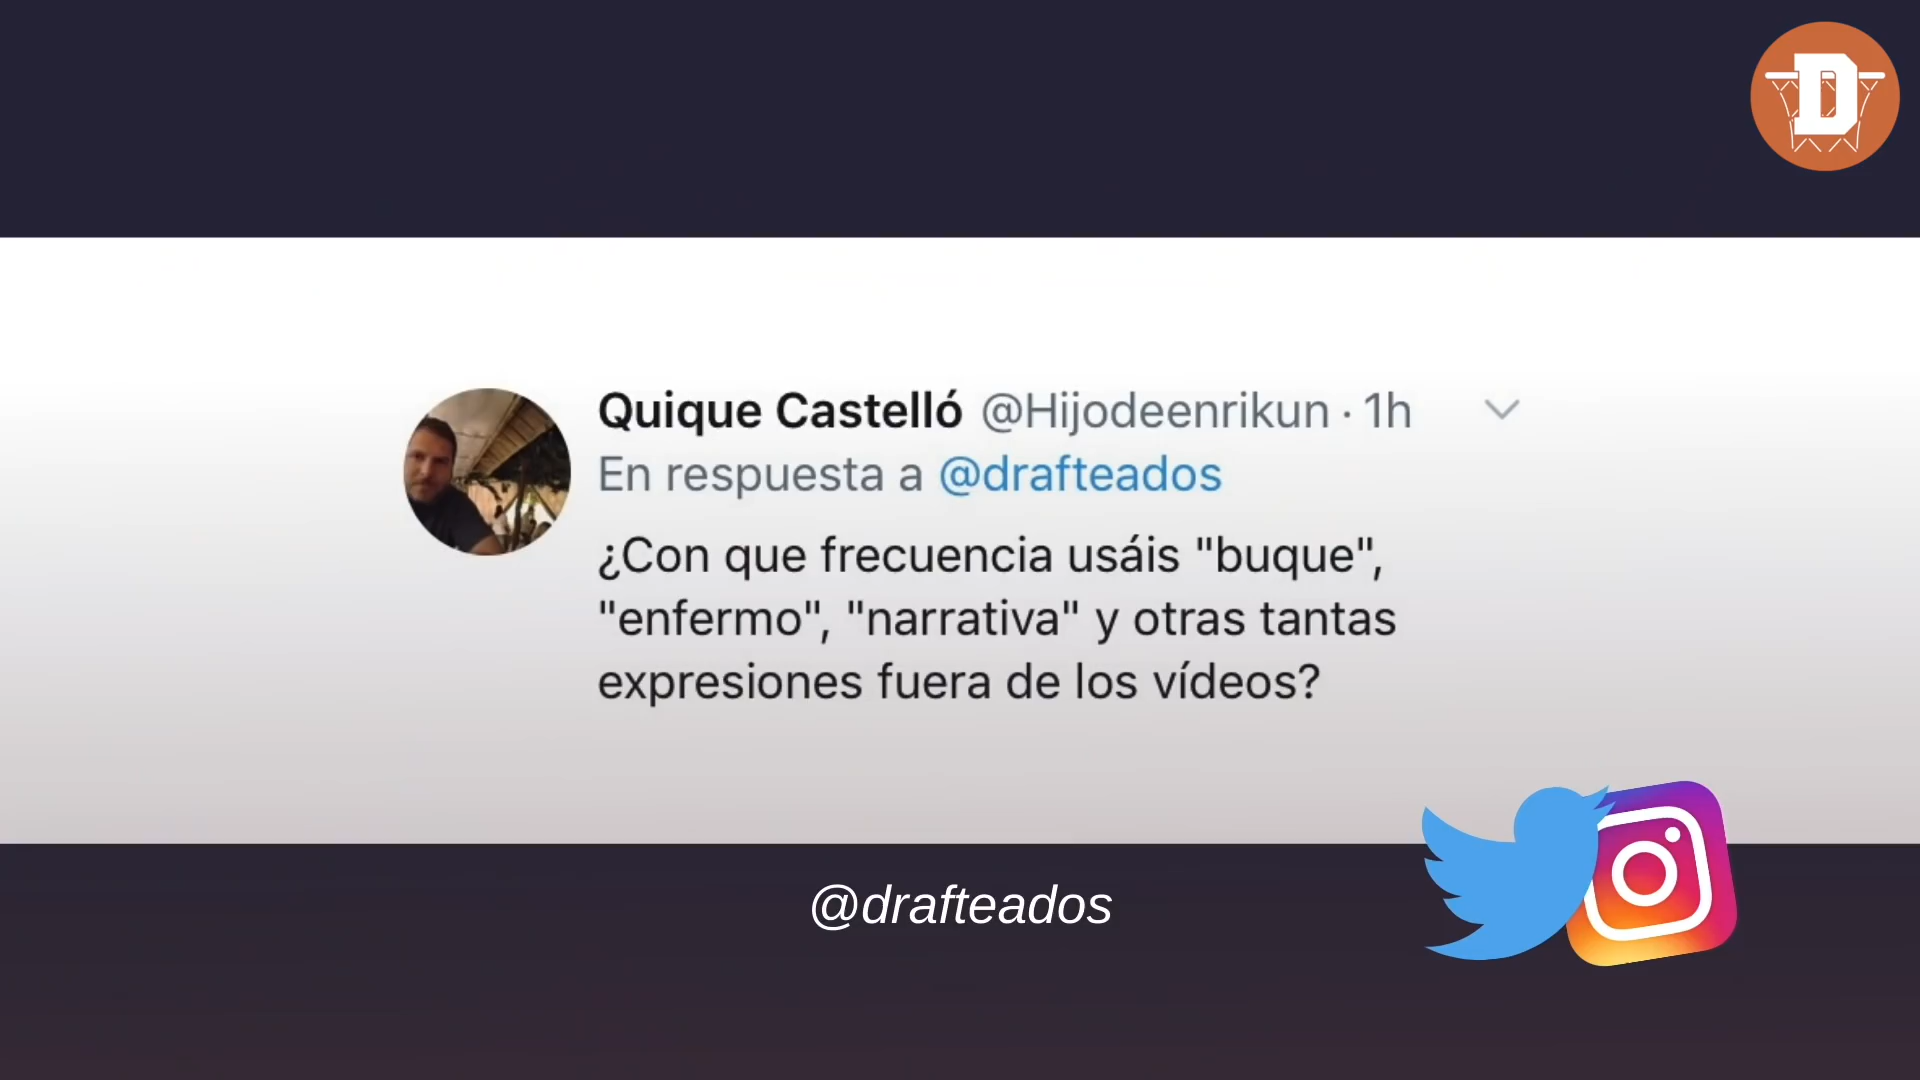 D
Quique Castelló @Hijodeenrikun · 1h
En respuesta a @drafteados
¿Con que frecuencia usáis "buque",
"enfermo", "narrativa" y otras tantas
expresiones fuera de los vídeos?
@drafteados